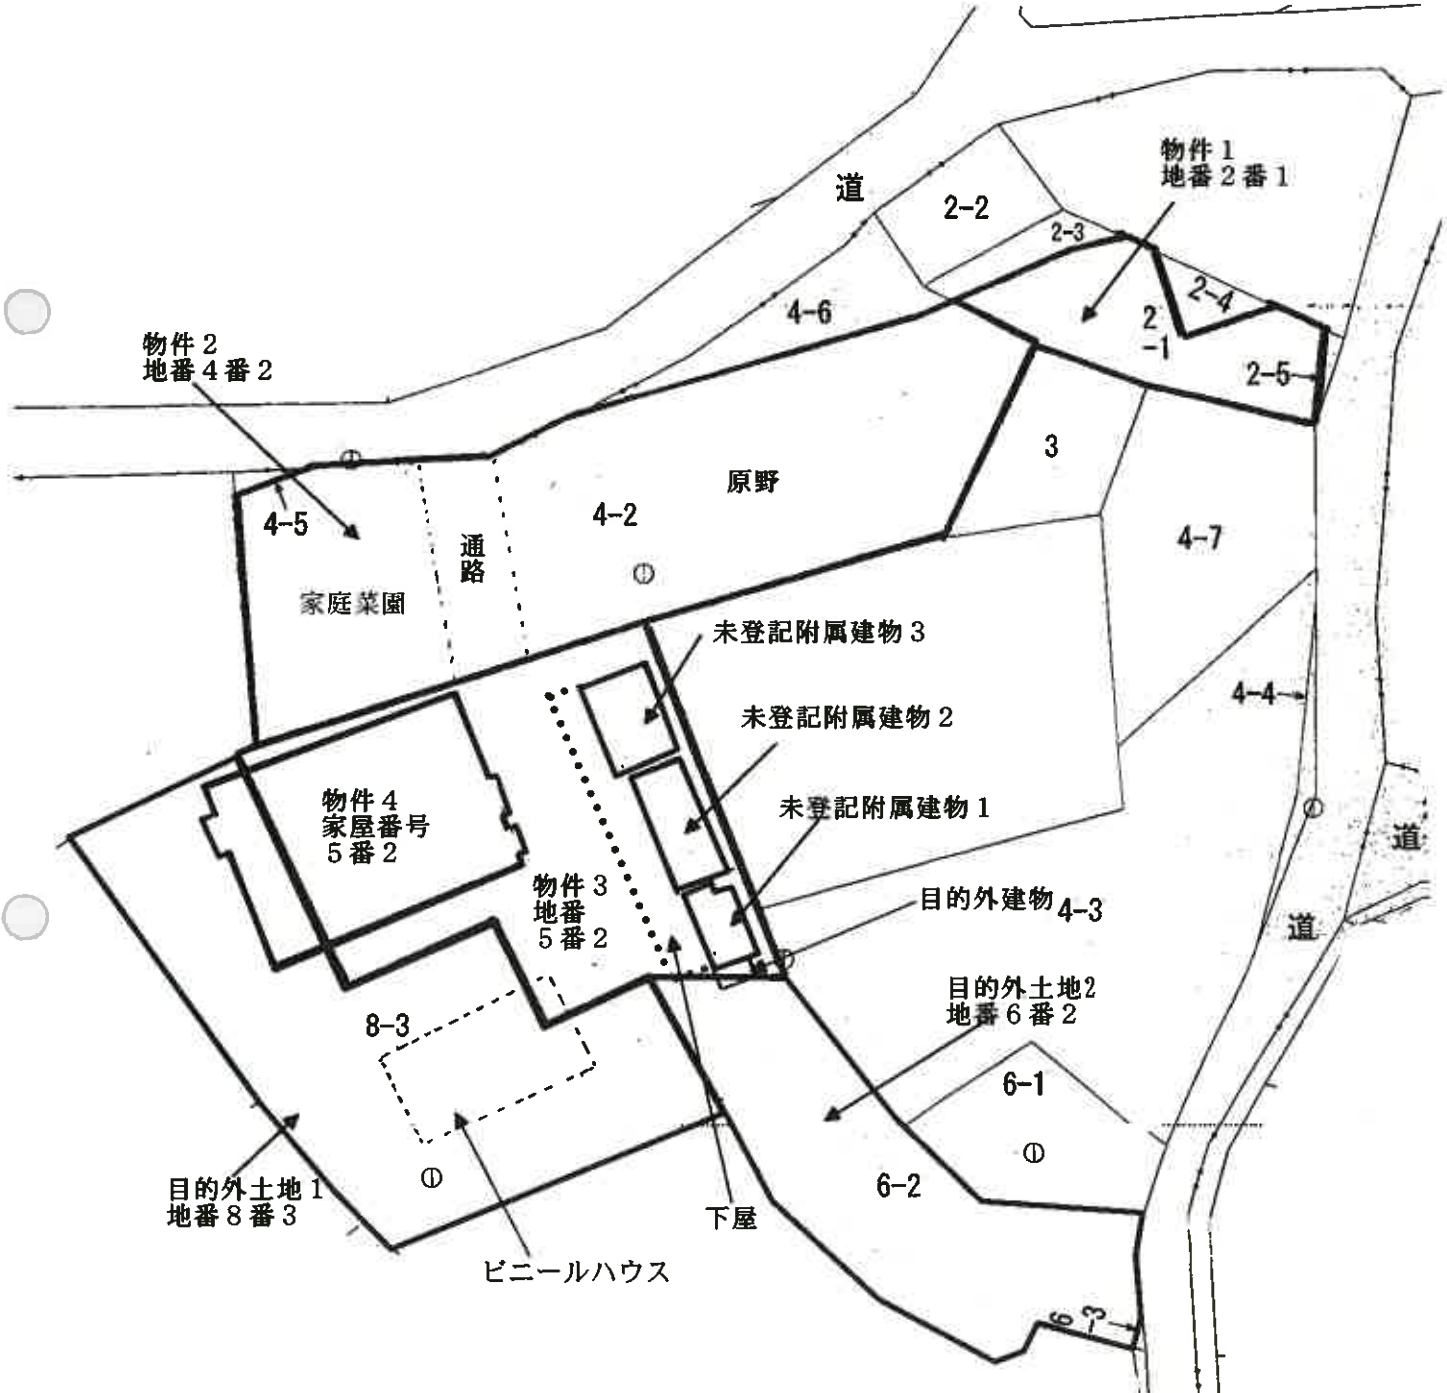 物件１
地番２番１
道
2-2
2-3
2-4
4-6
2
-1
物件２
地番４番２
2-5
3
原野
4-5
4-2
通
路
4-7
家庭菜園
未登記附属建物３
4-4
未登記附属建物２
物件４
家屋番号
５番２
未登記附属建物１
道
物件３
地番
５番２
目的外建物
4-3
道
目的外土地2
地番６番２
8-3
6-1
6-2
目的外土地１
地番８番３
下屋
ビニールハウス
6
-3